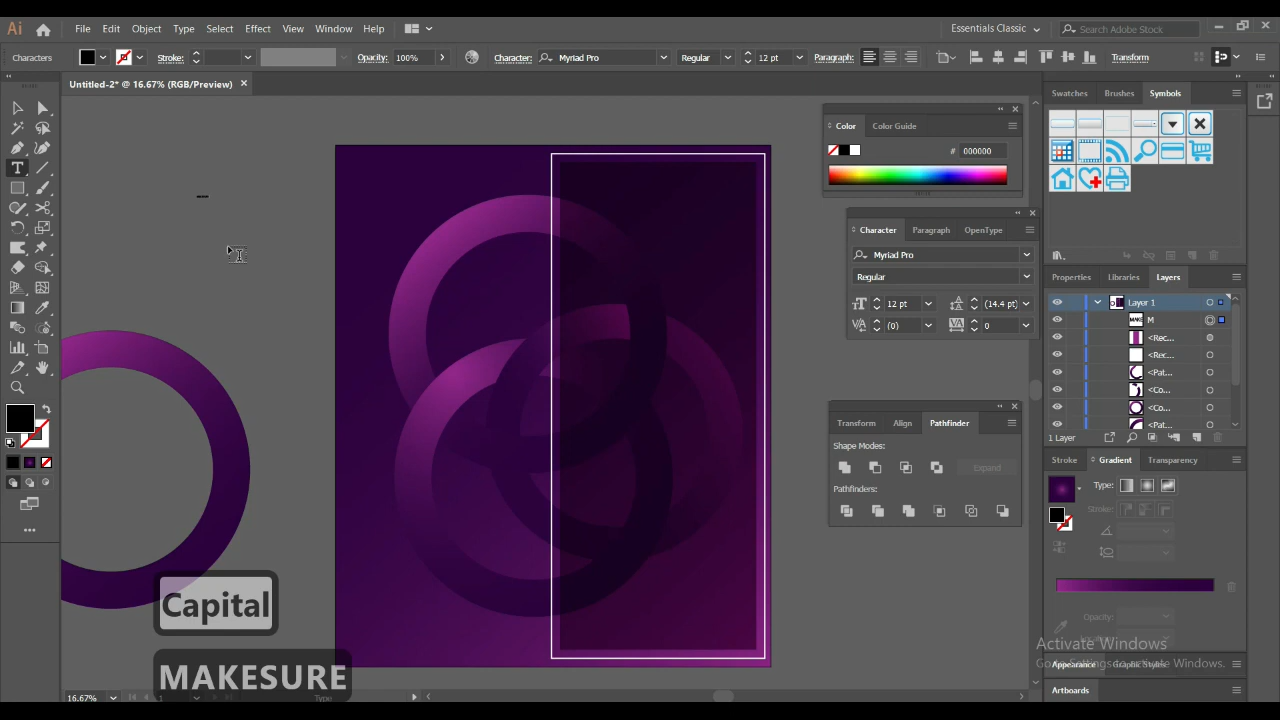 Ai File Edit Object Type Select Effect View Window Help Essentials Classic Search Adobe Stock
Characters Stroke: Opacity: 100% Character: Myriad Pro Regular 12 pt Paragraph: Transform
Untitled-2* @ 16.67% (RGB/Preview)
Swatches Brushes Symbols
Color Color Guide
# 000000
Character Paragraph OpenType
Myriad Pro
Regular
12 pt (14.4 pt)
(0) 0
Properties Libraries Layers
Layer 1
M
<Rec...
<Rec...
<Pat...
<Co...
<Co...
<Pat...
1 Layer
Transform Align Pathfinder
Shape Modes:
Expand
Pathfinders:
Stroke Gradient Transparency
Type:
Stroke:
Opacity:
Activate Windows
Appearance Graphic Styles
Artboards
Capital
MAKESURE
16.67% 1 Type